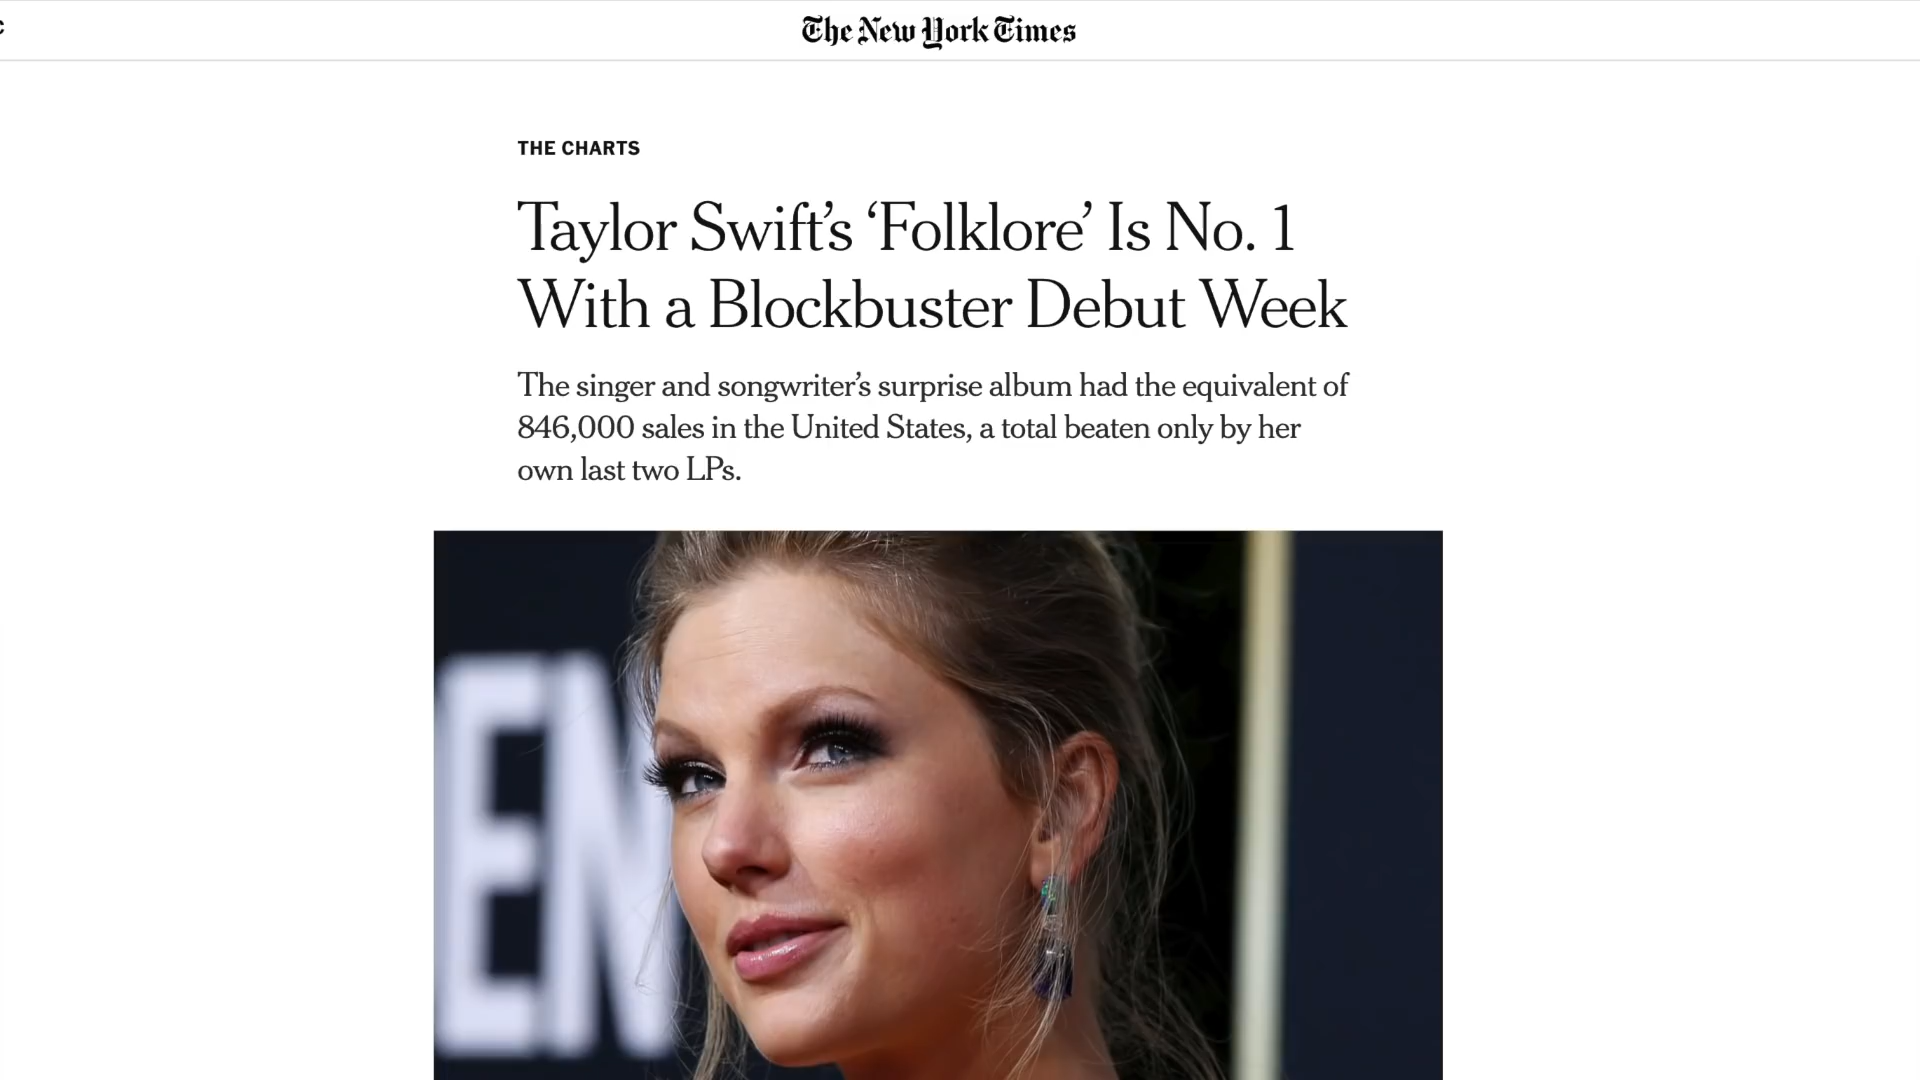 The New York Times
THE CHARTS
Taylor Swift’s ‘Folklore’ Is No. 1
With a Blockbuster Debut Week
The singer and songwriter’s surprise album had the equivalent of
846,000 sales in the United States, a total beaten only by her
own last two LPs.
EN